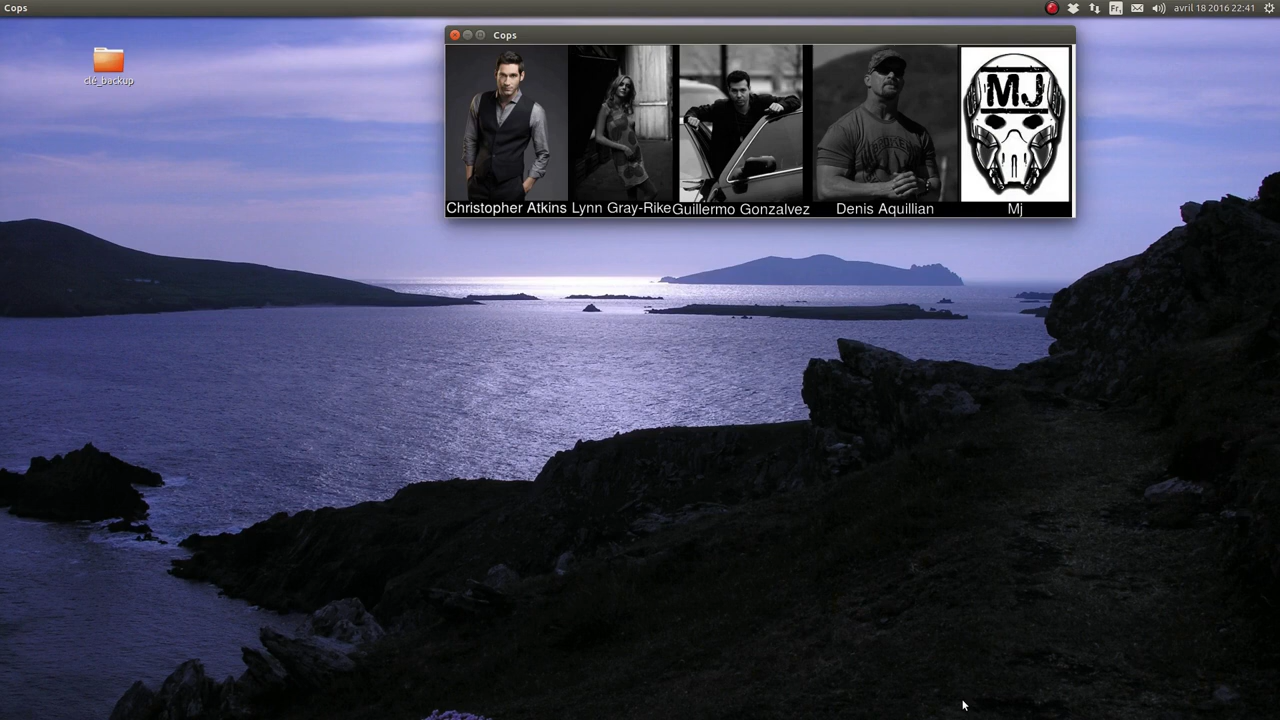 Cops
Fr₁
avril 18 2016 22:41
clé_backup
Cops
MJ
Christopher Atkins
Lynn Gray-Rike
Guillermo Gonzalvez
Denis Aquillian
Mj